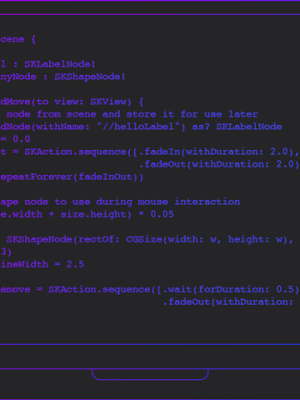 cene {
l : SKLabelNode!
nyNode : SKShapeNode!
dMove(to view: SKView) {
node from scene and store it for use later
dNode(withName: "//helloLabel") as? SKLabelNode
= 0.0
t = SKAction.sequence([.fadeIn(withDuration: 2.0),
.fadeOut(withDuration: 2.0)
epeatForever(fadeInOut))
ape node to use during mouse interaction
e.width + size.height) * 0.05
SKShapeNode(rectOf: CGSize(width: w, height: w),
3)
ineWidth = 2.5
emove = SKAction.sequence([.wait(forDuration: 0.5)
.fadeOut(withDuration: